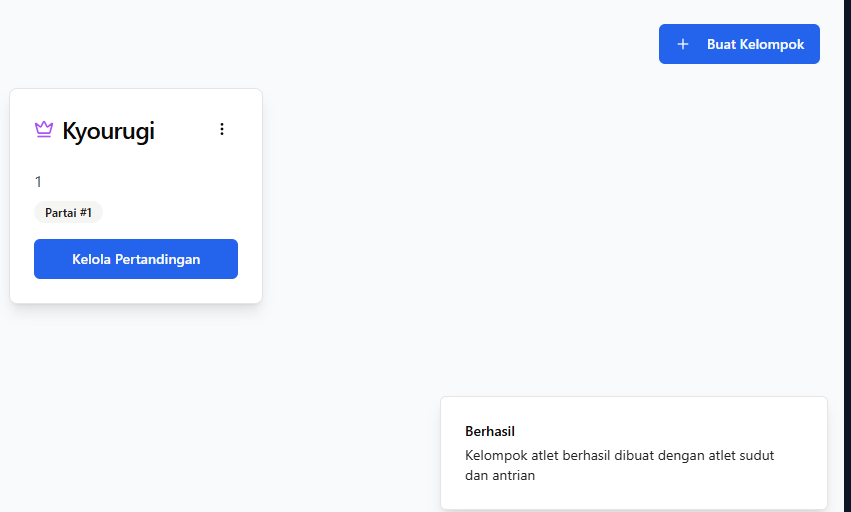 Buat Kelompok
Kyourugi
1
Partai #1
Kelola Pertandingan
Berhasil
Kelompok atlet berhasil dibuat dengan atlet sudut
dan antrian